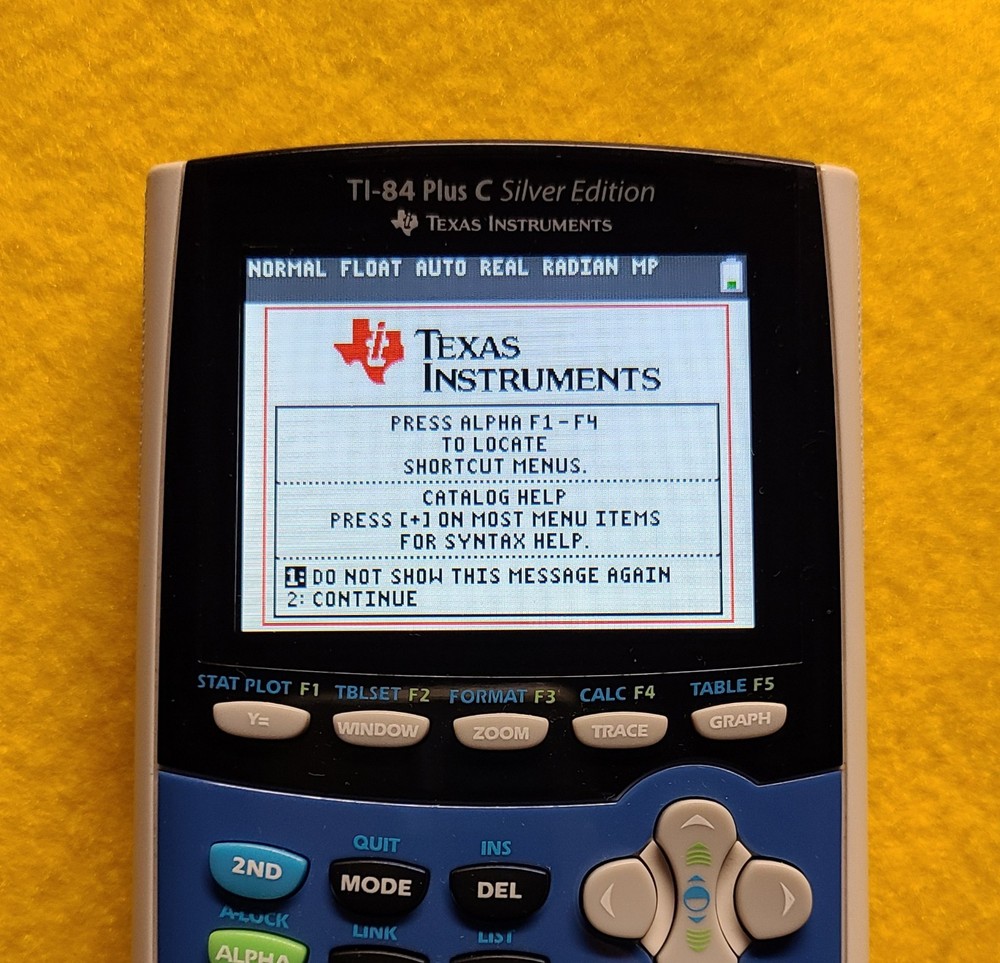 TI-84 Plus C Silver Edition
TEXAS INSTRUMENTS
NORMAL FLOAT AUTO REAL RADIAN MP
TEXAS
INSTRUMENTS
PRESS ALPHA F1-F4
TO LOCATE
SHORTCUT MENUS.
CATALOG HELP
PRESS [+] ON MOST MENU ITEMS
FOR SYNTAX HELP.
1: DO NOT SHOW THIS MESSAGE AGAIN
2: CONTINUE
STAT PLOT F1 TBLSET F2 FORMAT F3 CALC F4 TABLE F5
Y= WINDOW ZOOM TRACE GRAPH
QUIT INS
2ND MODE DEL
A-LOCK LINK LIST
ALPHA